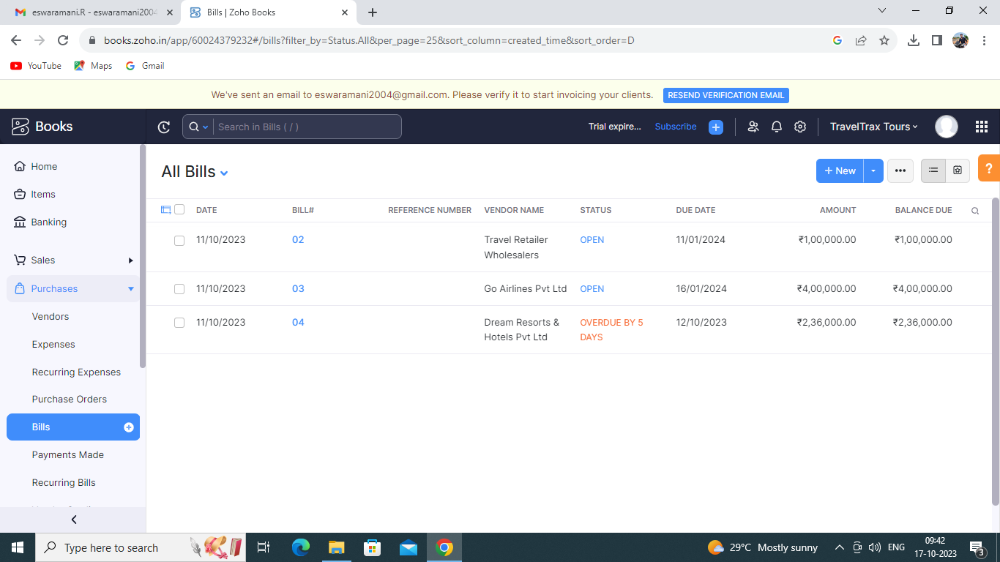 eswaramani.R - eswaramani2004
Bills | Zoho Books
books.zoho.in/app/60024379232#/bills?filter_by=Status.All&per_page=25&sort_column=created_time&sort_order=D
YouTube
Maps
Gmail
We've sent an email to eswaramani2004@gmail.com. Please verify it to start invoicing your clients.
RESEND VERIFICATION EMAIL
Books
Search in Bills ( / )
Trial expire...
Subscribe
TravelTrax Tours
Home
Items
Banking
Sales
Purchases
Vendors
Expenses
Recurring Expenses
Purchase Orders
Bills
Payments Made
Recurring Bills
All Bills
+ New
?
DATE BILL# REFERENCE NUMBER VENDOR NAME STATUS DUE DATE AMOUNT BALANCE DUE
11/10/2023 02 Travel Retailer OPEN 11/01/2024 ₹1,00,000.00 ₹1,00,000.00
Wholesalers
11/10/2023 03 Go Airlines Pvt Ltd OPEN 16/01/2024 ₹4,00,000.00 ₹4,00,000.00
11/10/2023 04 Dream Resorts & OVERDUE BY 5 12/10/2023 ₹2,36,000.00 ₹2,36,000.00
Hotels Pvt Ltd DAYS
Type here to search
29°C Mostly sunny
ENG
09:42
17-10-2023
3